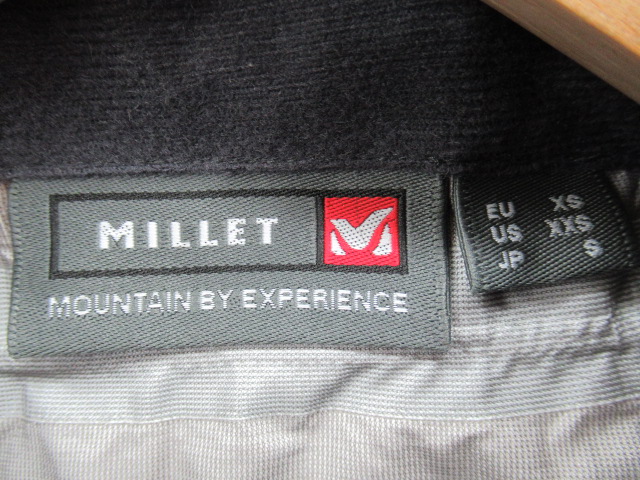 MILLET
MOUNTAIN BY EXPERIENCE
EU XS
US XXS
JP S